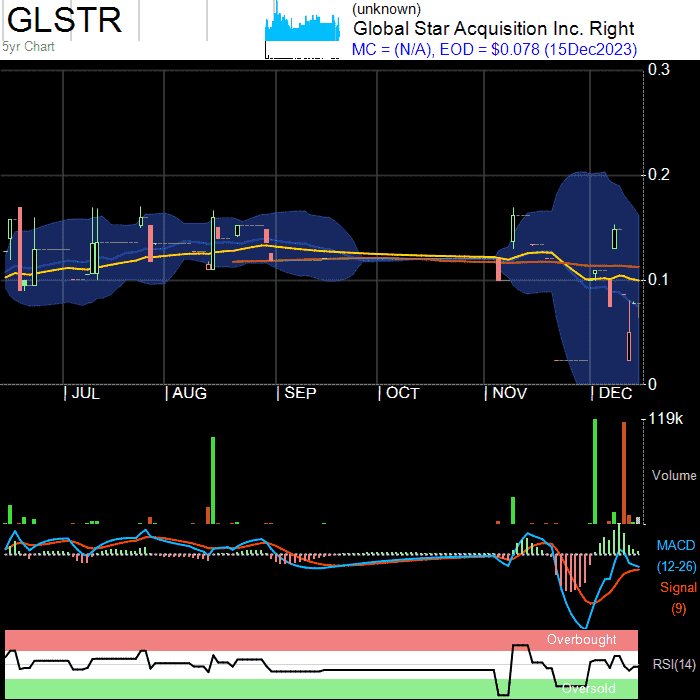 GLSTR
5yr Chart
(unknown)
Global Star Acquisition Inc. Right
MC = (N/A), EOD = $0.078 (15Dec2023)
0.3
0.2
0.1
0
| JUL | AUG | SEP | OCT | NOV | DEC
119k
Volume
MACD
(12-26)
Signal
(9)
Overbought
RSI(14)
Oversold